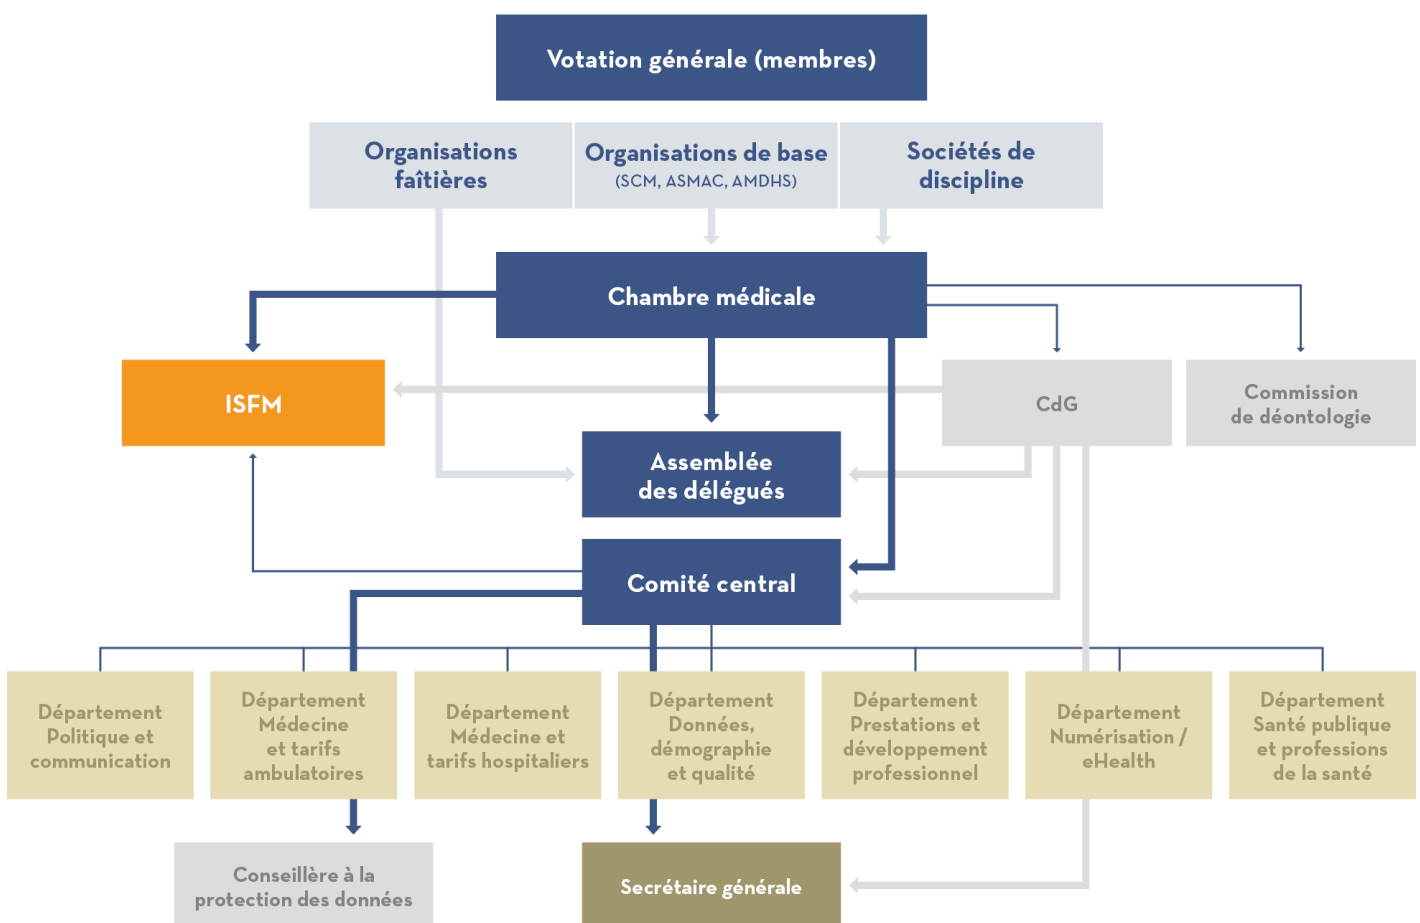 Votation générale (membres)
Organisations
faîtières
Organisations de base
(SCM, ASMAC, AMDHS)
Sociétés de
discipline
Chambre médicale
ISFM
CdG
Commission
de déontologie
Assemblée
des délégués
Comité central
Département
Politique et
communication
Département
Médecine
et tarifs
ambulatoires
Département
Médecine et
tarifs hospitaliers
Département
Données,
démographie
et qualité
Département
Prestations et
développement
professionnel
Département
Numérisation /
eHealth
Département
Santé publique
et professions
de la santé
Conseillère à la
protection des données
Secrétaire générale